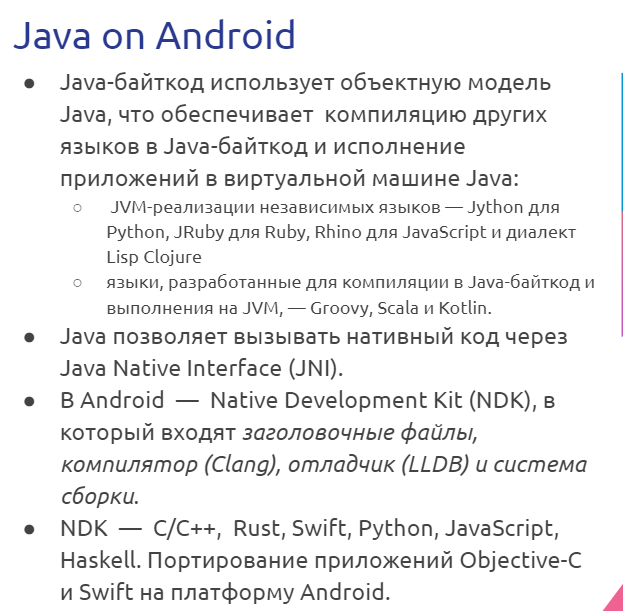 Java on Android
● Java-байткод использует объектную модель
Java, что обеспечивает компиляцию других
языков в Java-байткод и исполнение
приложений в виртуальной машине Java:
○ JVM-реализации независимых языков — Jython для
Python, JRuby для Ruby, Rhino для JavaScript и диалект
Lisp Clojure
○ языки, разработанные для компиляции в Java-байткод и
выполнения на JVM, — Groovy, Scala и Kotlin.
● Java позволяет вызывать нативный код через
Java Native Interface (JNI).
● В Android — Native Development Kit (NDK), в
который входят заголовочные файлы,
компилятор (Clang), отладчик (LLDB) и система
сборки.
● NDK — C/C++, Rust, Swift, Python, JavaScript,
Haskell. Портирование приложений Objective-C
и Swift на платформу Android.